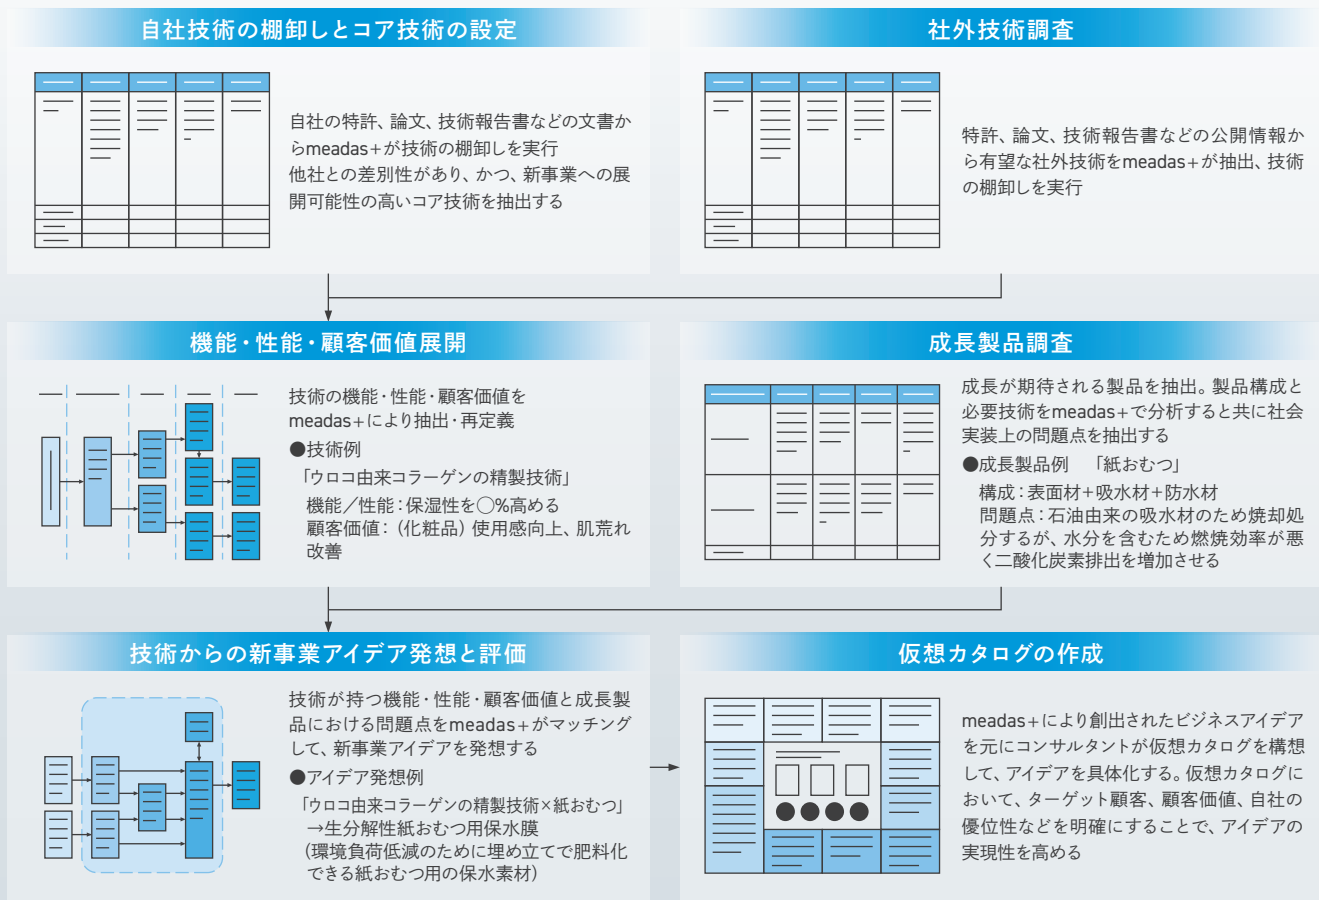 自社技術の棚卸しとコア技術の設定
自社の特許、論文、技術報告書などの文書か
らmeadas+が技術の棚卸しを実行
他社との差別性があり、かつ、新事業への展
開可能性の高いコア技術を抽出する
社外技術調査
特許、論文、技術報告書などの公開情報か
ら有望な社外技術をmeadas+が抽出、技術
の棚卸しを実行
機能・性能・顧客価値展開
技術の機能・性能・顧客価値を
meadas+により抽出・再定義
●技術例
「ウロコ由来コラーゲンの精製技術」
機能／性能：保湿性を◯%高める
顧客価値：（化粧品）使用感向上、肌荒れ
改善
成長製品調査
成長が期待される製品を抽出。製品構成と
必要技術をmeadas+で分析すると共に社会
実装上の問題点を抽出する
●成長製品例　「紙おむつ」
構成：表面材+吸水材+防水材
問題点：石油由来の吸水材のため焼却処
分するが、水分を含むため燃焼効率が悪
く二酸化炭素排出を増加させる
技術からの新事業アイデア発想と評価
技術が持つ機能・性能・顧客価値と成長製
品における問題点をmeadas+がマッチング
して、新事業アイデアを発想する
●アイデア発想例
「ウロコ由来コラーゲンの精製技術×紙おむつ」
→生分解性紙おむつ用保水膜
（環境負荷低減のために埋め立てで肥料化
できる紙おむつ用の保水素材）
仮想カタログの作成
meadas+により創出されたビジネスアイデア
を元にコンサルタントが仮想カタログを構想
して、アイデアを具体化する。仮想カタログに
おいて、ターゲット顧客、顧客価値、自社の
優位性などを明確にすることで、アイデアの
実現性を高める